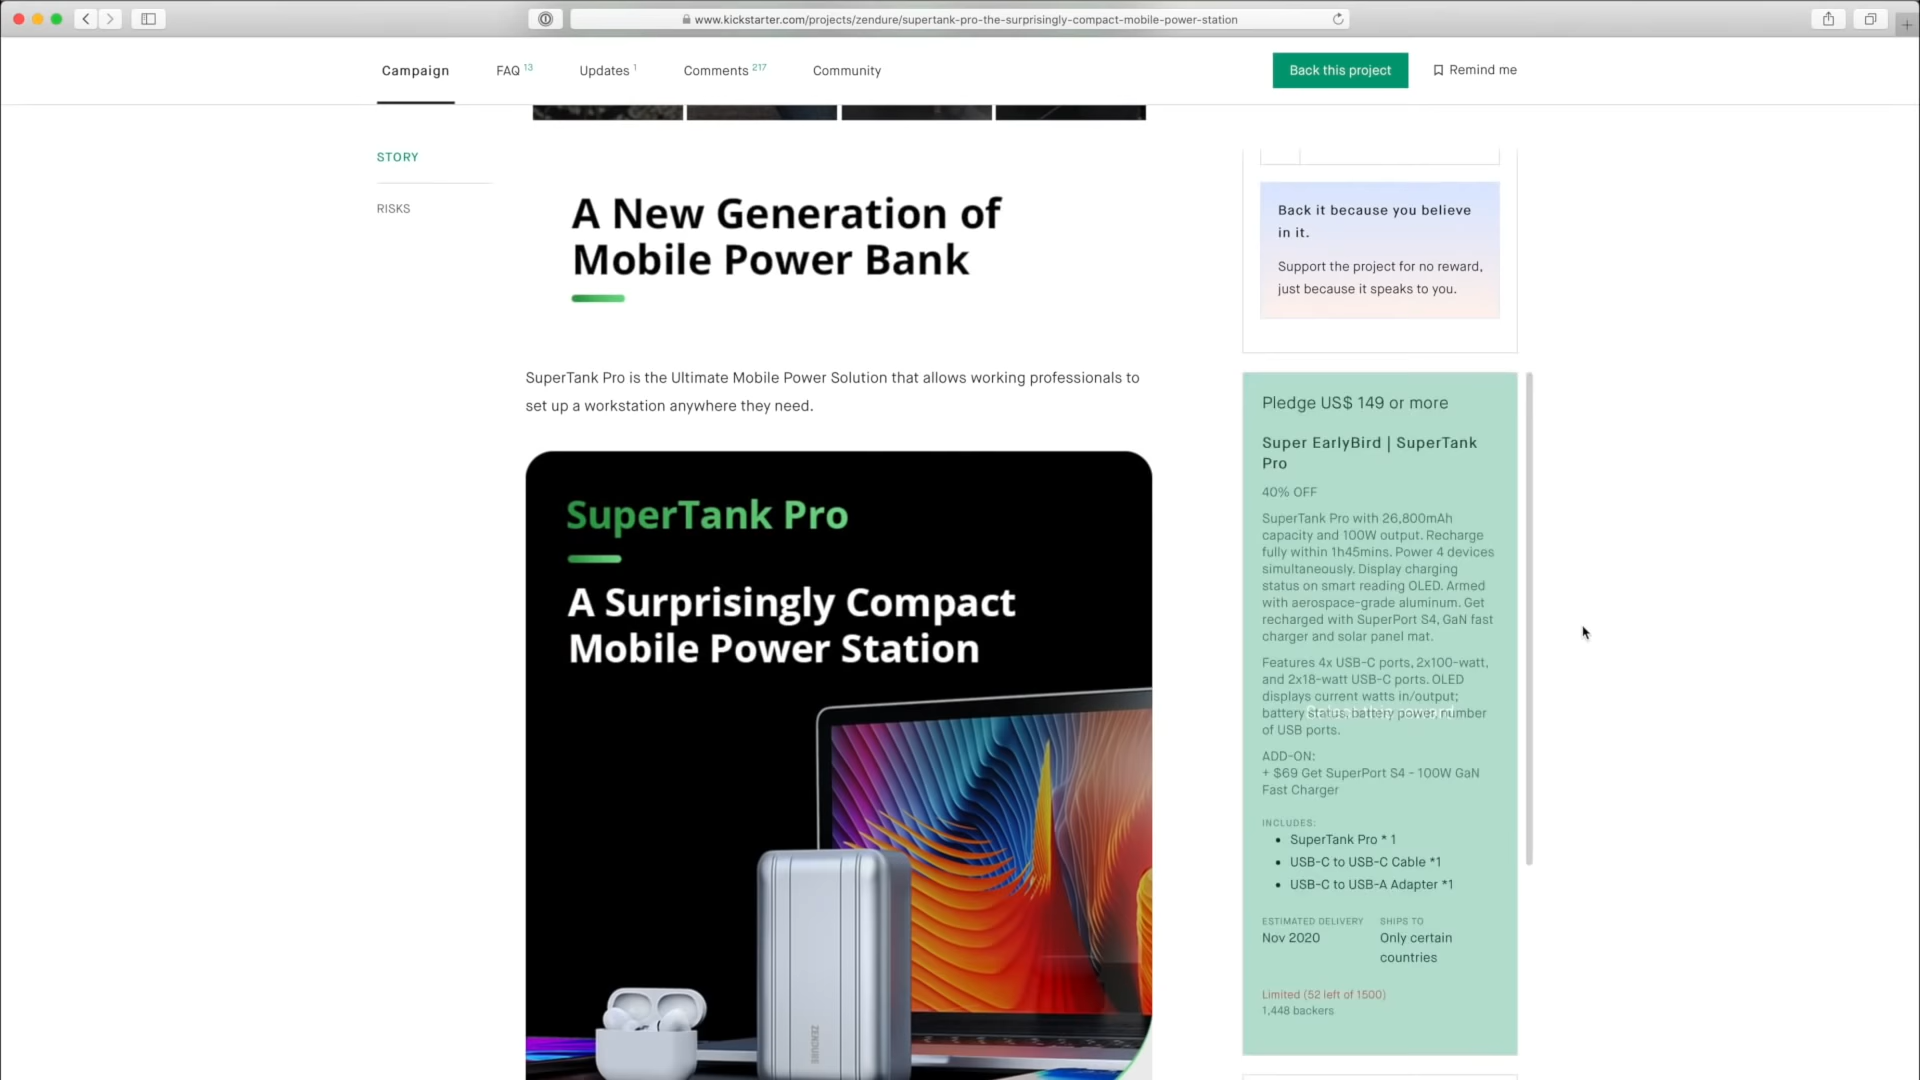 www.kickstarter.com/projects/zendure/supertank-pro-the-surprisingly-compact-mobile-power-station
Campaign
FAQ 13
Updates 1
Comments 217
Community
Back this project
Remind me
STORY
RISKS
A New Generation of
Mobile Power Bank
SuperTank Pro is the Ultimate Mobile Power Solution that allows working professionals to
set up a workstation anywhere they need.
SuperTank Pro
A Surprisingly Compact
Mobile Power Station
ZENDURE
Back it because you believe
in it.
Support the project for no reward,
just because it speaks to you.
Pledge US$ 149 or more
Super EarlyBird | SuperTank
Pro
40% OFF
SuperTank Pro with 26,800mAh
capacity and 100W output. Recharge
fully within 1h45mins. Power 4 devices
simultaneously. Display charging
status on smart reading OLED. Armed
with aerospace-grade aluminum. Get
recharged with SuperPort S4, GaN fast
charger and solar panel mat.
Features 4x USB-C ports, 2x100-watt,
and 2x18-watt USB-C ports. OLED
displays current watts in/output;
battery status, battery power, number
of USB ports.
ADD-ON:
+ $69 Get SuperPort S4 - 100W GaN
Fast Charger
INCLUDES:
• SuperTank Pro * 1
• USB-C to USB-C Cable *1
• USB-C to USB-A Adapter *1
ESTIMATED DELIVERY
Nov 2020
SHIPS TO
Only certain
countries
Limited (52 left of 1500)
1,448 backers